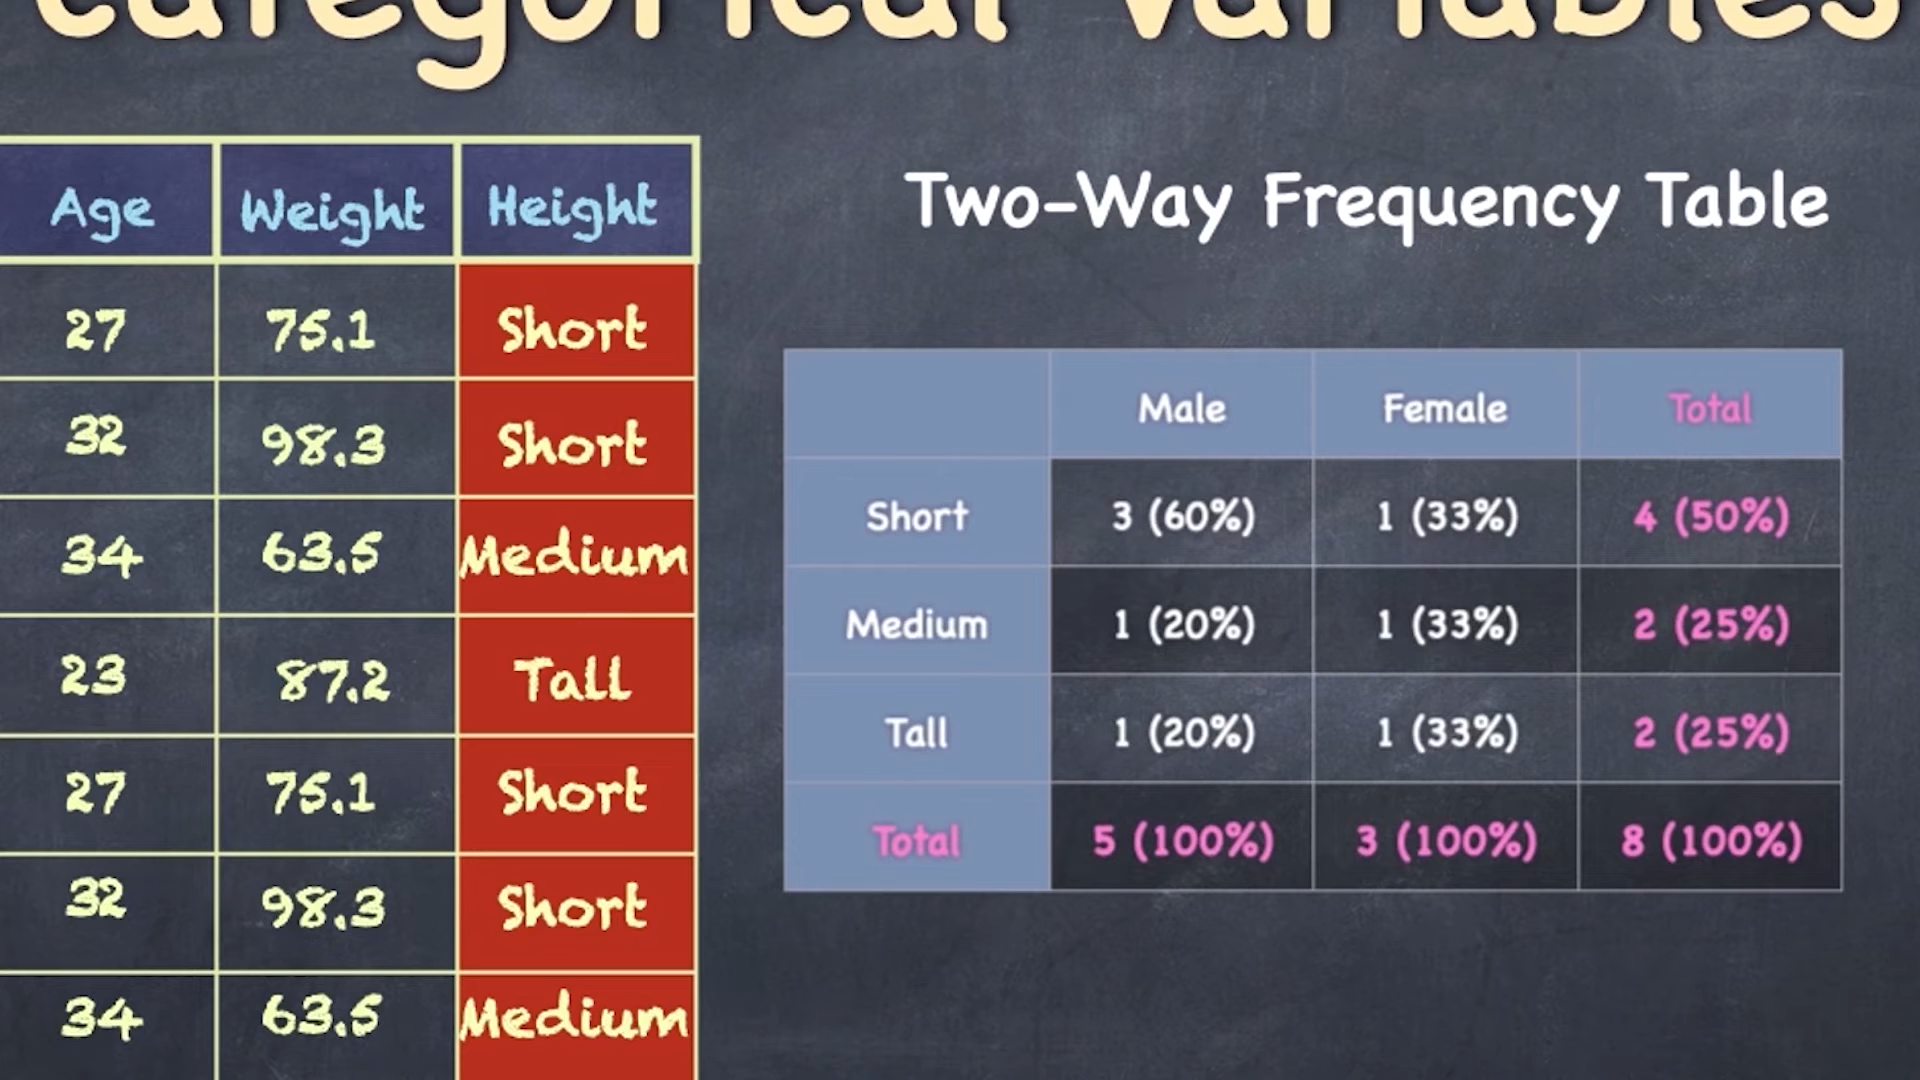 categorical variables
Age Weight Height
27 75.1 Short
32 98.3 Short
34 63.5 Medium
23 87.2 Tall
27 75.1 Short
32 98.3 Short
34 63.5 Medium
Two-Way Frequency Table
Male Female Total
Short 3 (60%) 1 (33%) 4 (50%)
Medium 1 (20%) 1 (33%) 2 (25%)
Tall 1 (20%) 1 (33%) 2 (25%)
Total 5 (100%) 3 (100%) 8 (100%)